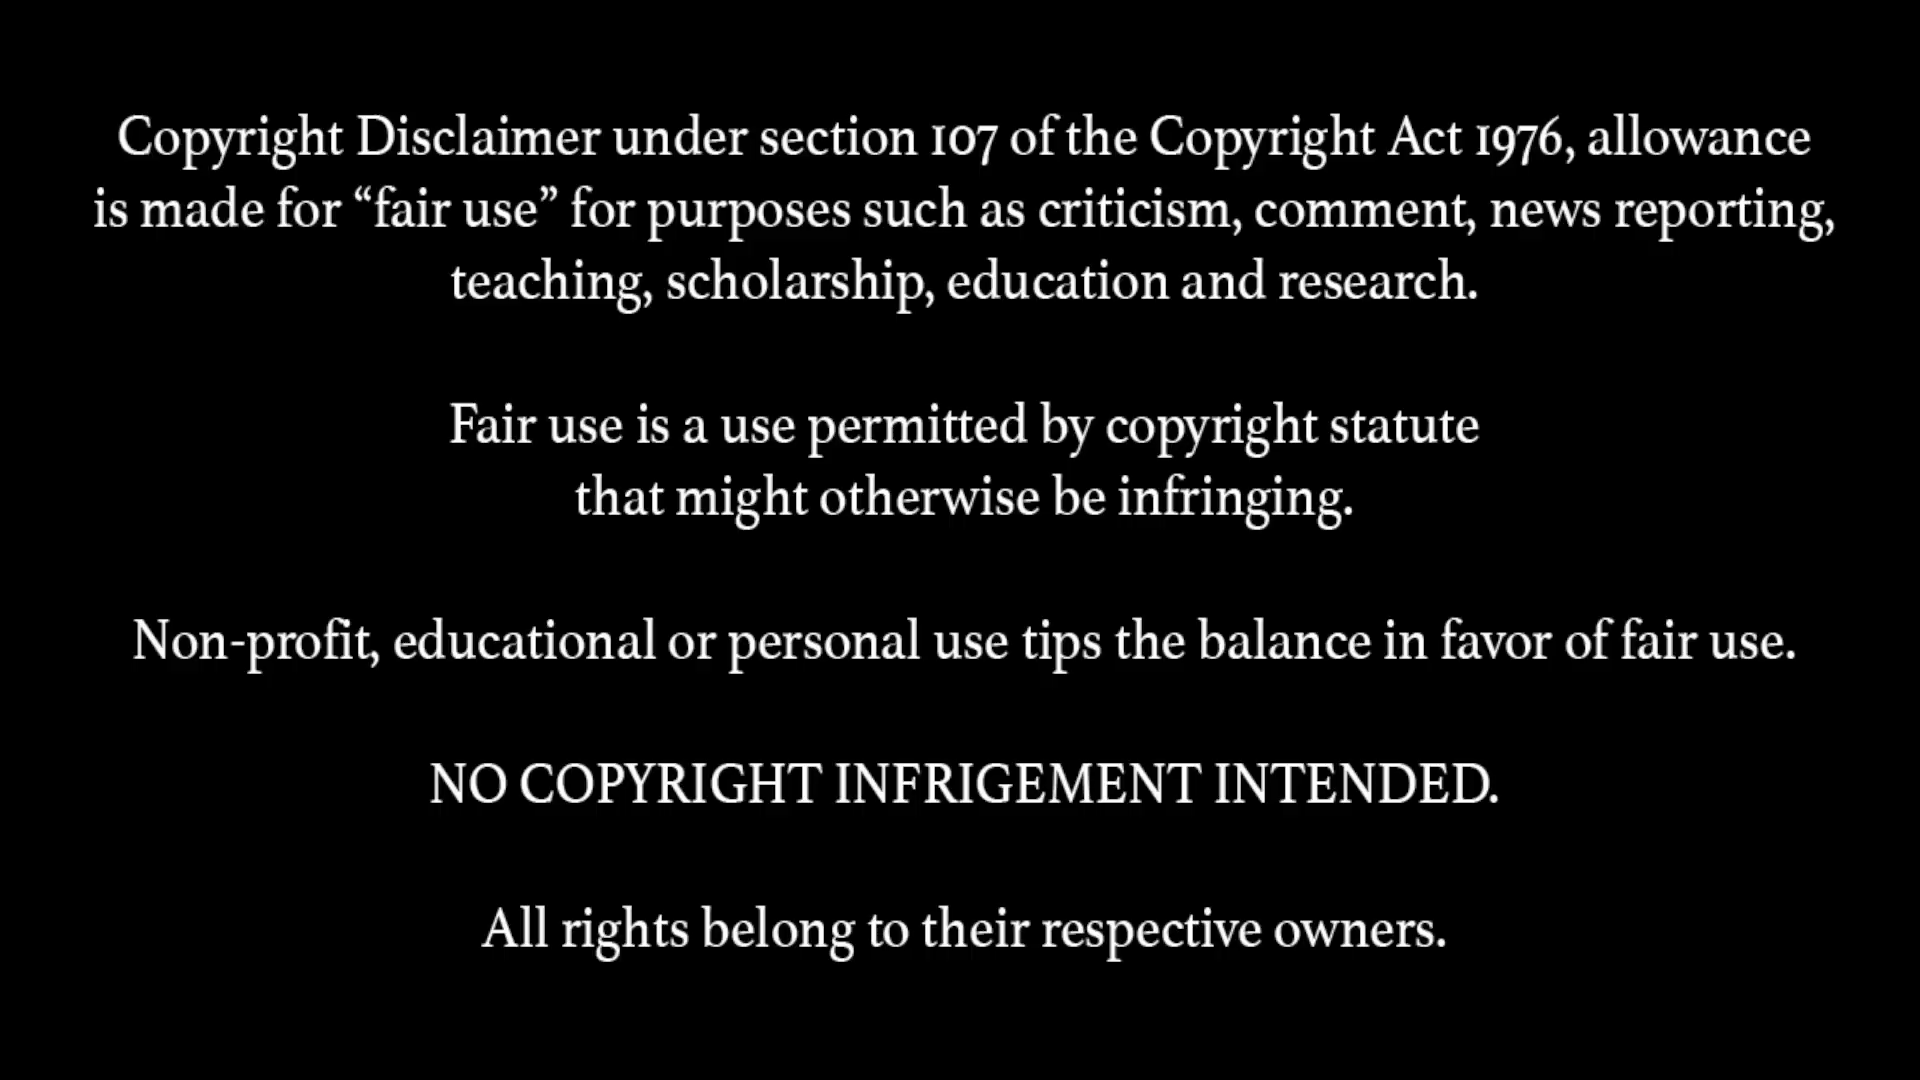 Copyright Disclaimer under section 107 of the Copyright Act 1976, allowance
is made for “fair use” for purposes such as criticism, comment, news reporting,
teaching, scholarship, education and research.
Fair use is a use permitted by copyright statute
that might otherwise be infringing.
Non-profit, educational or personal use tips the balance in favor of fair use.
NO COPYRIGHT INFRIGEMENT INTENDED.
All rights belong to their respective owners.